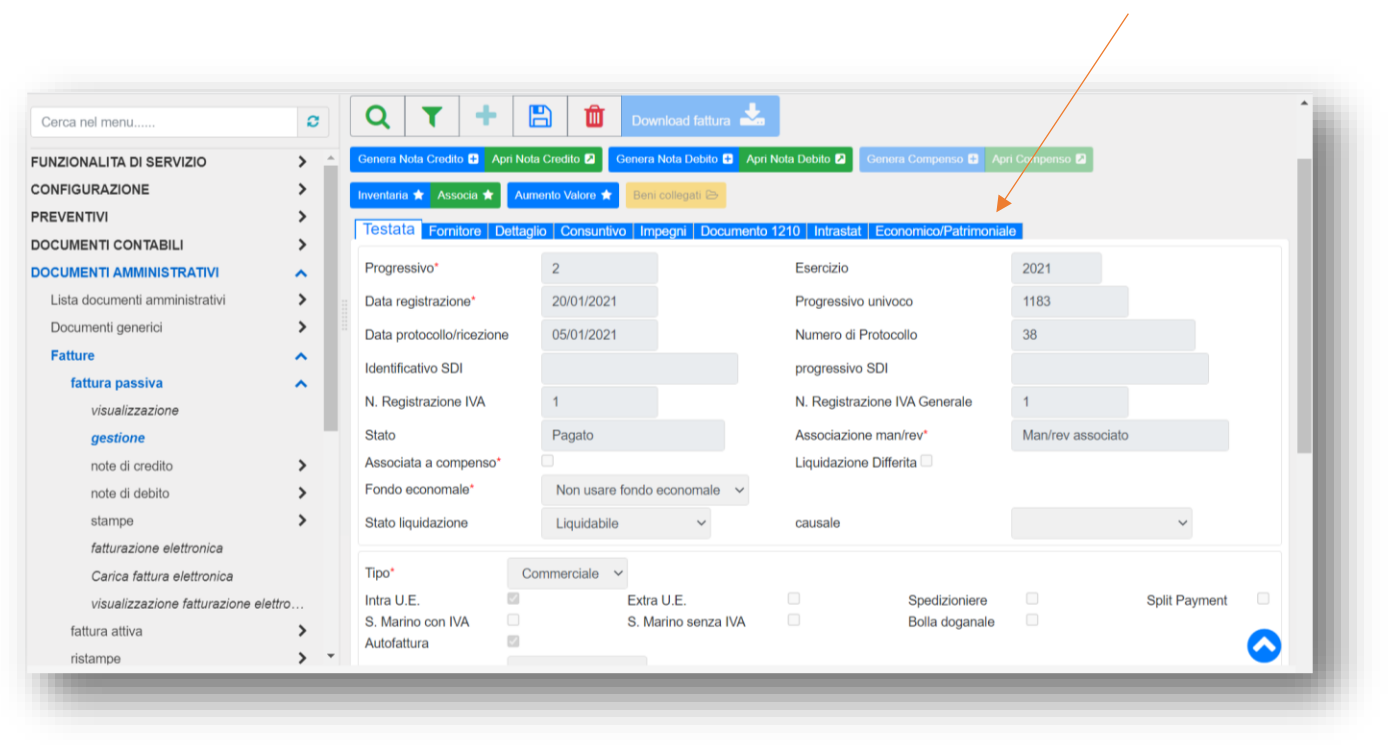 Cerca nel menu......
FUNZIONALITA DI SERVIZIO
CONFIGURAZIONE
PREVENTIVI
DOCUMENTI CONTABILI
DOCUMENTI AMMINISTRATIVI
Lista documenti amministrativi
Documenti generici
Fatture
fattura passiva
visualizzazione
gestione
note di credito
note di debito
stampe
fatturazione elettronica
Carica fattura elettronica
visualizzazione fatturazione elettro...
fattura attiva
ristampe
Download fattura
Genera Nota Credito Apri Nota Credito Genera Nota Debito Apri Nota Debito Genera Compenso Apri Compenso
Inventaria Associa Aumento Valore Beni collegati
Testata Fornitore Dettaglio Consuntivo Impegni Documento 1210 Intrastat Economico/Patrimoniale
Progressivo* 2 Esercizio 2021
Data registrazione* 20/01/2021 Progressivo univoco 1183
Data protocollo/ricezione 05/01/2021 Numero di Protocollo 38
Identificativo SDI progressivo SDI
N. Registrazione IVA 1 N. Registrazione IVA Generale 1
Stato Pagato Associazione man/rev* Man/rev associato
Associata a compenso* Liquidazione Differita
Fondo economale* Non usare fondo economale
Stato liquidazione Liquidabile causale
Tipo* Commerciale
Intra U.E. Extra U.E. Spedizioniere Split Payment
S. Marino con IVA S. Marino senza IVA Bolla doganale
Autofattura